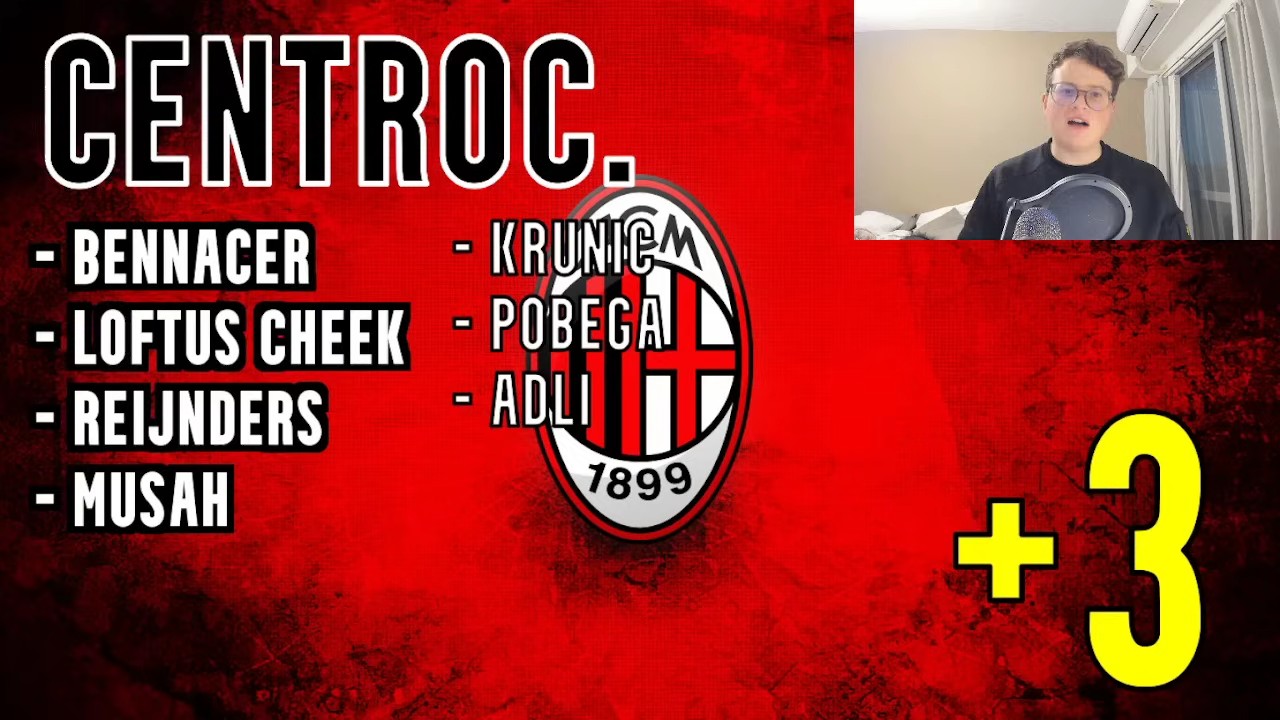 CENTROC.
- BENNACER
- LOFTUS CHEEK
- REIJNDERS
- MUSAH
- KRUNIC
- POBEGA
- ADLI
ACM
1899
+3